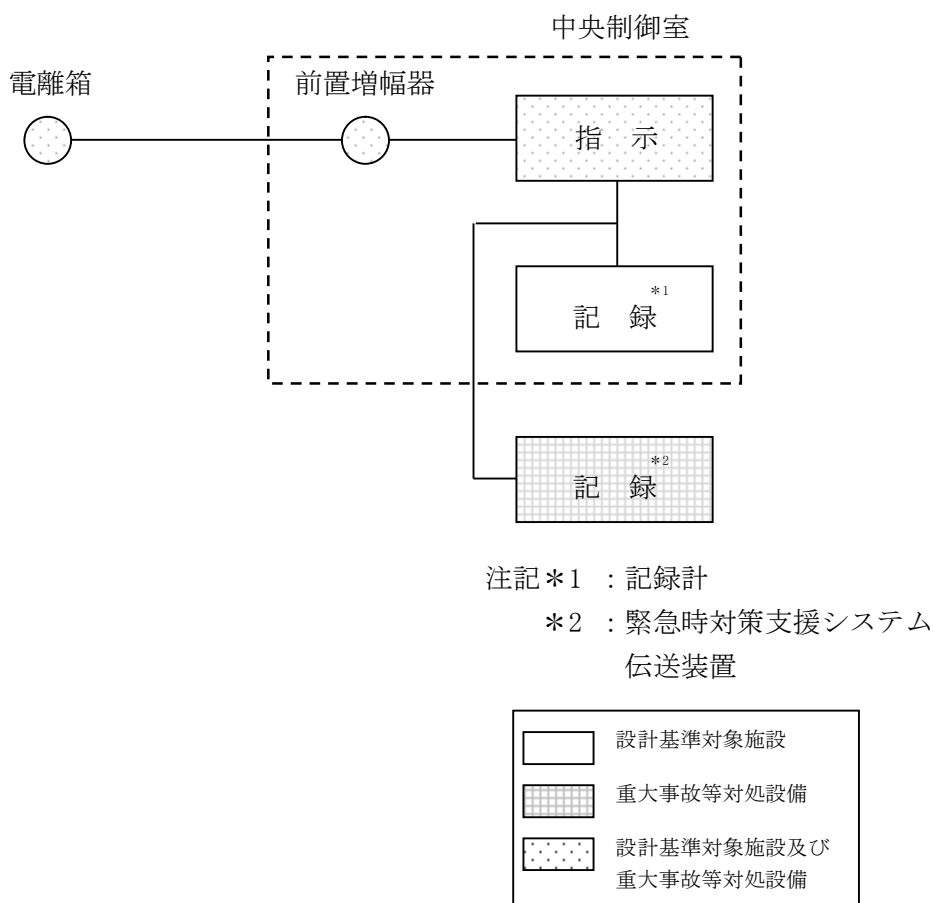 中央制御室
電離箱
前置増幅器
指 示
記 録*1
記 録*2
注記*1 :記録計
*2 :緊急時対策支援システム
伝送装置
設計基準対象施設
重大事故等対処設備
設計基準対象施設及び
重大事故等対処設備